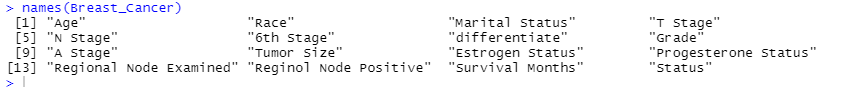 > names(Breast_Cancer)
[1] "Age" "Race" "Marital Status" "T Stage"
[5] "N Stage" "6th Stage" "differentiate" "Grade"
[9] "A Stage" "Tumor Size" "Estrogen Status" "Progesterone Status"
[13] "Regional Node Examined" "Reginol Node Positive" "Survival Months" "Status"
>